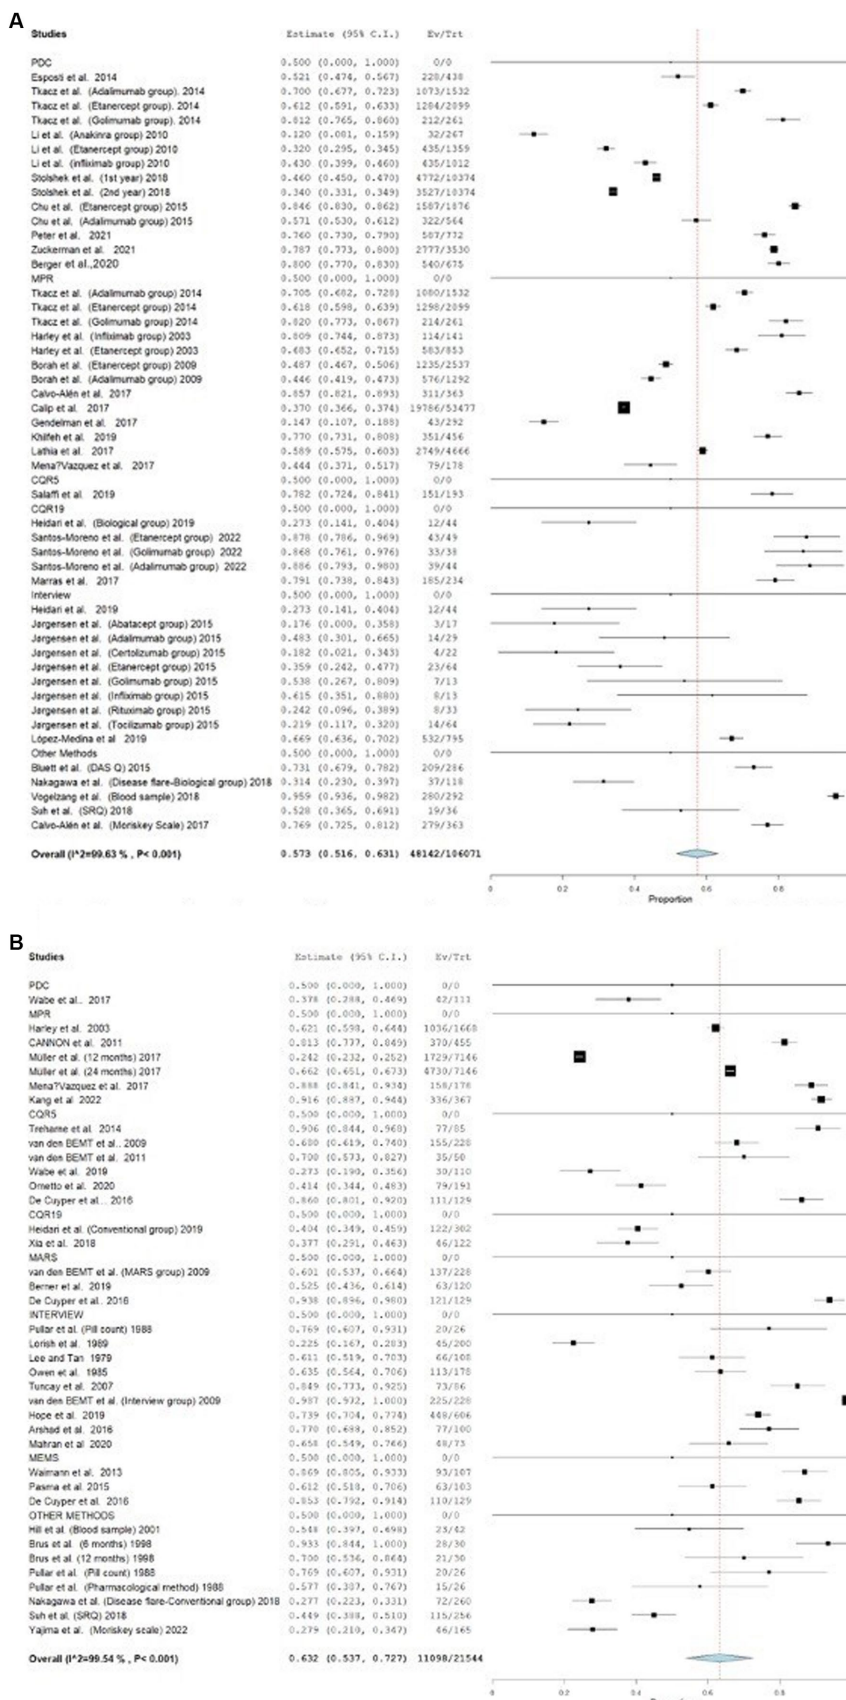 A
Studies Estimate (95% C.I.) Ev/Trt
PDC 0.500 (0.000, 1.000) 0/0
Esposti et al. 2014 0.521 (0.474, 0.567) 228/438
Tkacz et al. (Adalimumab group). 2014 0.700 (0.677, 0.723) 1073/1532
Tkacz et al. (Etanercept group). 2014 0.612 (0.591, 0.633) 1284/2099
Tkacz et al. (Golimumab group). 2014 0.812 (0.765, 0.860) 212/261
Li et al. (Anakinra group) 2010 0.120 (0.081, 0.159) 32/267
Li et al. (Etanercept group) 2010 0.320 (0.295, 0.345) 435/1359
Li et al. (infliximab group) 2010 0.430 (0.399, 0.460) 435/1012
Stolshek et al. (1st year) 2018 0.460 (0.450, 0.470) 4772/10374
Stolshek et al. (2nd year) 2018 0.340 (0.331, 0.349) 3527/10374
Chu et al. (Etanercept group) 2015 0.846 (0.830, 0.862) 1587/1876
Chu et al. (Adalimumab group) 2015 0.571 (0.530, 0.612) 322/564
Peter et al. 2021 0.760 (0.730, 0.790) 587/772
Zuckerman et al. 2021 0.787 (0.773, 0.800) 2777/3530
Berger et al.,2020 0.800 (0.770, 0.830) 540/675
MPR 0.500 (0.000, 1.000) 0/0
Tkacz et al. (Adalimumab group) 2014 0.705 (0.682, 0.728) 1080/1532
Tkacz et al. (Etanercept group) 2014 0.618 (0.598, 0.639) 1298/2099
Tkacz et al. (Golimumab group) 2014 0.820 (0.773, 0.867) 214/261
Harley et al. (Infliximab group) 2003 0.809 (0.744, 0.873) 114/141
Harley et al. (Etanercept group) 2003 0.683 (0.652, 0.715) 583/853
Borah et al. (Etanercept group) 2009 0.487 (0.467, 0.506) 1235/2537
Borah et al. (Adalimumab group) 2009 0.446 (0.419, 0.473) 576/1292
Calvo-Alén et al. 2017 0.857 (0.821, 0.893) 311/363
Calip et al. 2017 0.370 (0.366, 0.374) 19786/53477
Gendelman et al. 2017 0.147 (0.107, 0.188) 43/292
Khilfeh et al. 2019 0.770 (0.731, 0.808) 351/456
Lathia et al. 2017 0.589 (0.575, 0.603) 2749/4666
Mena?Vazquez et al. 2017 0.444 (0.371, 0.517) 79/178
CQR5 0.500 (0.000, 1.000) 0/0
Salaffi et al. 2019 0.782 (0.724, 0.841) 151/193
CQR19 0.500 (0.000, 1.000) 0/0
Heidari et al. (Biological group) 2019 0.273 (0.141, 0.404) 12/44
Santos-Moreno et al. (Etanercept group) 2022 0.878 (0.786, 0.969) 43/49
Santos-Moreno et al. (Golimumab group) 2022 0.868 (0.761, 0.976) 33/38
Santos-Moreno et al. (Adalimumab group) 2022 0.886 (0.793, 0.980) 39/44
Marras et al. 2017 0.791 (0.738, 0.843) 185/234
Interview 0.500 (0.000, 1.000) 0/0
Heidari et al. 2019 0.273 (0.141, 0.404) 12/44
Jørgensen et al. (Abatacept group) 2015 0.176 (0.000, 0.358) 3/17
Jørgensen et al. (Adalimumab group) 2015 0.483 (0.301, 0.665) 14/29
Jørgensen et al. (Certolizumab group) 2015 0.182 (0.021, 0.343) 4/22
Jørgensen et al. (Etanercept group) 2015 0.359 (0.242, 0.477) 23/64
Jørgensen et al. (Golimumab group) 2015 0.538 (0.267, 0.809) 7/13
Jørgensen et al. (Infliximab group) 2015 0.615 (0.351, 0.880) 8/13
Jørgensen et al. (Rituximab group) 2015 0.242 (0.096, 0.389) 8/33
Jørgensen et al. (Tocilizumab group) 2015 0.219 (0.117, 0.320) 14/64
López-Medina et al 2019 0.669 (0.636, 0.702) 532/795
Other Methods 0.500 (0.000, 1.000) 0/0
Bluett et al. (DAS Q) 2015 0.731 (0.679, 0.782) 209/286
Nakagawa et al. (Disease flare-Biological group) 2018 0.314 (0.230, 0.397) 37/118
Vogelzang et al. (Blood sample) 2018 0.959 (0.936, 0.982) 280/292
Suh et al. (SRQ) 2018 0.528 (0.365, 0.691) 19/36
Calvo-Alén et al. (Moriskey Scale) 2017 0.769 (0.725, 0.812) 279/363
Overall (I^2=99.63 % , P< 0.001) 0.573 (0.516, 0.631) 48142/106071
0 0.2 0.4 0.6 0.8
Proportion
B
Studies Estimate (95% C.I.) Ev/Trt
PDC 0.500 (0.000, 1.000) 0/0
Wabe et al.. 2017 0.378 (0.288, 0.469) 42/111
MPR 0.500 (0.000, 1.000) 0/0
Harley et al. 2003 0.621 (0.598, 0.644) 1036/1668
CANNON et al. 2011 0.813 (0.777, 0.849) 370/455
Müller et al. (12 months) 2017 0.242 (0.232, 0.252) 1729/7146
Müller et al. (24 months) 2017 0.662 (0.651, 0.673) 4730/7146
Mena?Vazquez et al. 2017 0.888 (0.841, 0.934) 158/178
Kang et al 2022 0.916 (0.887, 0.944) 336/367
CQR5 0.500 (0.000, 1.000) 0/0
Treharne et al. 2014 0.906 (0.844, 0.968) 77/85
van den BEMT et al.. 2009 0.680 (0.619, 0.740) 155/228
van den BEMT et al. 2011 0.700 (0.573, 0.827) 35/50
Wabe et al. 2019 0.273 (0.190, 0.356) 30/110
Ometto et al. 2020 0.414 (0.344, 0.483) 79/191
De Cuyper et al... 2016 0.860 (0.801, 0.920) 111/129
CQR19 0.500 (0.000, 1.000) 0/0
Heidari et al. (Conventional group) 2019 0.404 (0.349, 0.459) 122/302
Xia et al. 2018 0.377 (0.291, 0.463) 46/122
MARS 0.500 (0.000, 1.000) 0/0
van den BEMT et al. (MARS group) 2009 0.601 (0.537, 0.664) 137/228
Berner et al. 2019 0.525 (0.436, 0.614) 63/120
De Cuyper et al.. 2016 0.938 (0.896, 0.980) 121/129
INTERVIEW 0.500 (0.000, 1.000) 0/0
Pullar et al. (Pill count) 1988 0.769 (0.607, 0.931) 20/26
Lorish et al. 1989 0.225 (0.167, 0.283) 45/200
Lee and Tan 1979 0.611 (0.519, 0.703) 66/108
Owen et al. 1985 0.635 (0.564, 0.706) 113/178
Tuncay et al. 2007 0.849 (0.773, 0.925) 73/86
van den BEMT et al. (Interview group) 2009 0.987 (0.972, 1.000) 225/228
Hope et al. 2019 0.739 (0.704, 0.774) 448/606
Arshad et al. 2016 0.770 (0.688, 0.852) 77/100
Mahran et al 2020 0.658 (0.549, 0.766) 48/73
MEMS 0.500 (0.000, 1.000) 0/0
Waimann et al. 2013 0.869 (0.805, 0.933) 93/107
Pasma et al. 2015 0.612 (0.518, 0.706) 63/103
De Cuyper et al. 2016 0.853 (0.792, 0.914) 110/129
OTHER METHODS 0.500 (0.000, 1.000) 0/0
Hill et al. (Blood sample) 2001 0.548 (0.397, 0.698) 23/42
Brus et al. (6 months) 1998 0.933 (0.844, 1.000) 28/30
Brus et al. (12 months) 1998 0.700 (0.536, 0.864) 21/30
Pullar et al. (Pill count) 1988 0.769 (0.607, 0.931) 20/26
Pullar et al. (Pharmacological method) 1988 0.577 (0.387, 0.767) 15/26
Nakagawa et al. (Disease flare-Conventional group) 2018 0.277 (0.223, 0.331) 72/260
Suh et al. (SRQ) 2018 0.449 (0.388, 0.510) 115/256
Yajima et al. (Moriskey scale) 2022 0.279 (0.210, 0.347) 46/165
Overall (I^2=99.54 % , P< 0.001) 0.632 (0.537, 0.727) 11098/21544
0 0.2 0.4 0.6 0.8